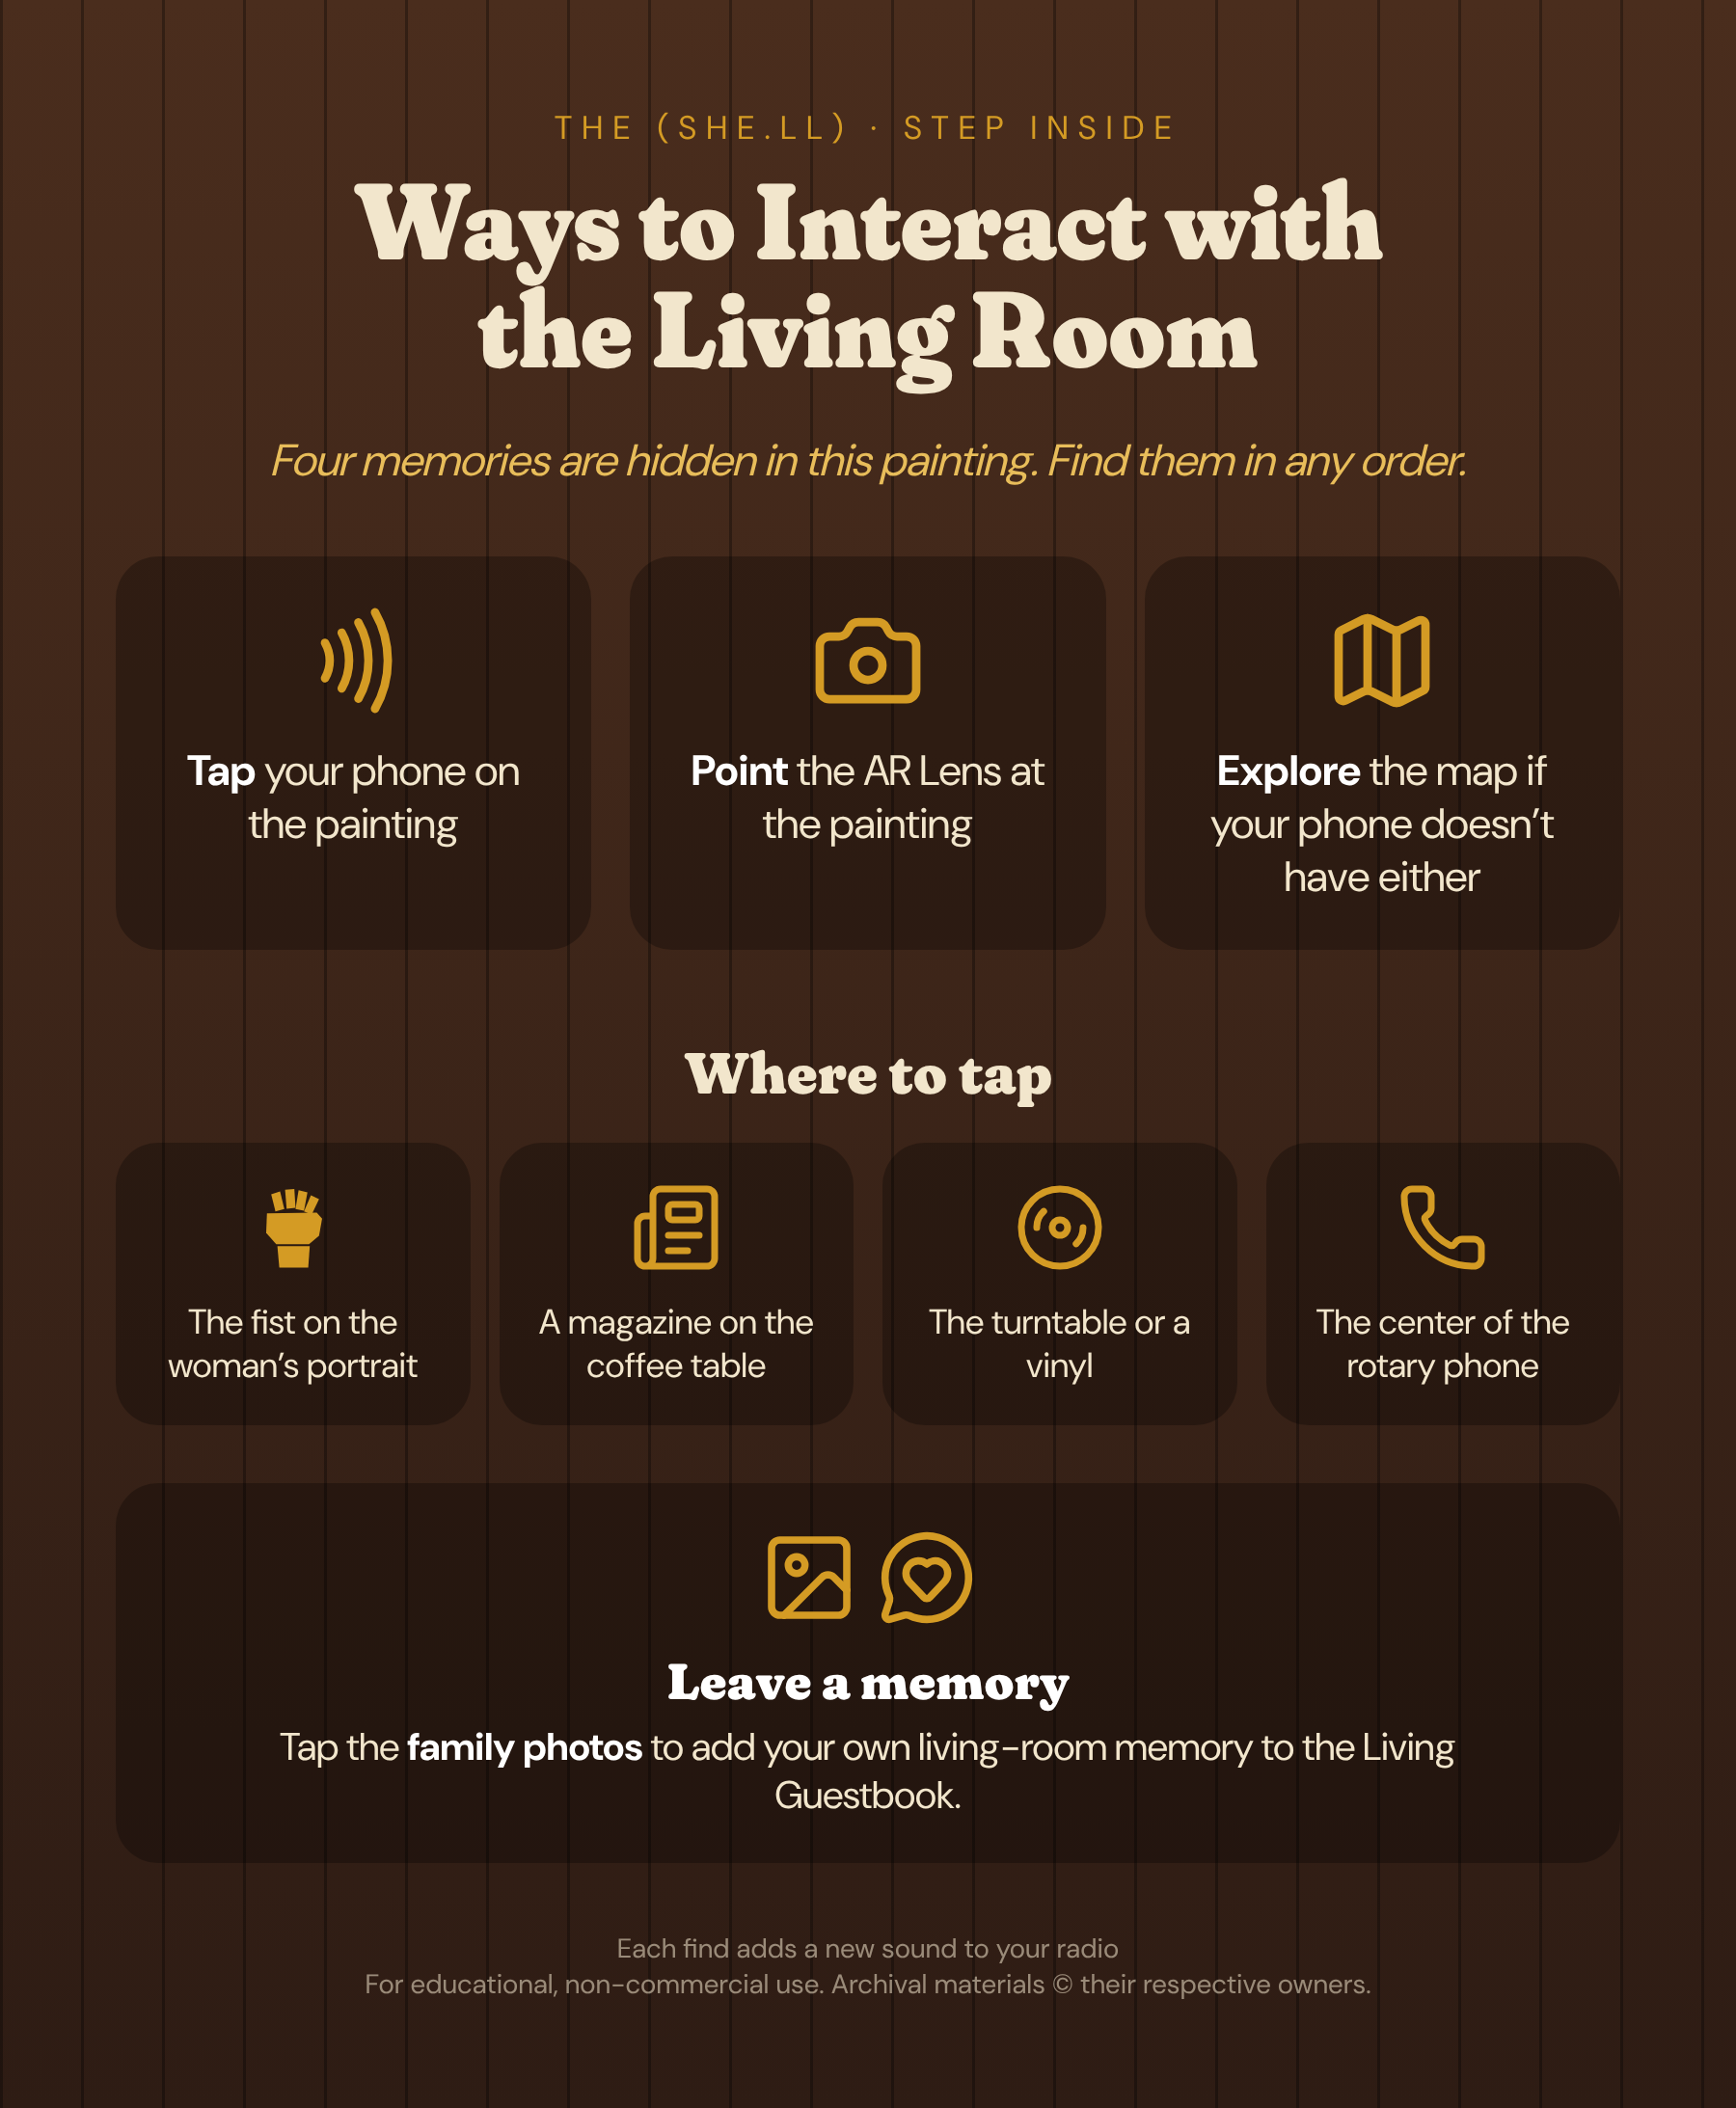 THE (SHE.LL) · STEP INSIDE
Ways to Interact with
the Living Room
Four memories are hidden in this painting. Find them in any order.
Tap your phone on
the painting
Point the AR Lens at
the painting
Explore the map if
your phone doesn’t
have either
Where to tap
The fist on the
woman’s portrait
A magazine on the
coffee table
The turntable or a
vinyl
The center of the
rotary phone
Leave a memory
Tap the family photos to add your own living-room memory to the Living
Guestbook.
Each find adds a new sound to your radio
For educational, non-commercial use. Archival materials © their respective owners.